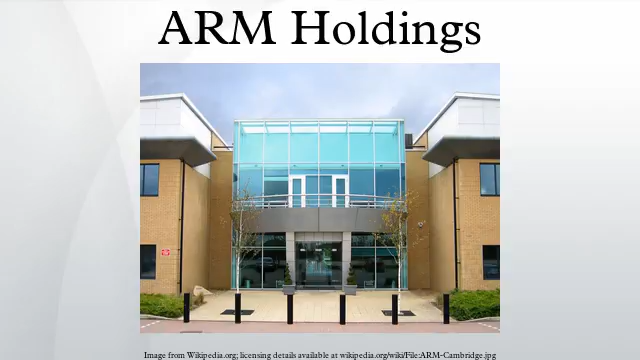 ARM Holdings
Image from Wikipedia.org; licensing details available at wikipedia.org/wiki/File:ARM-Cambridge.jpg